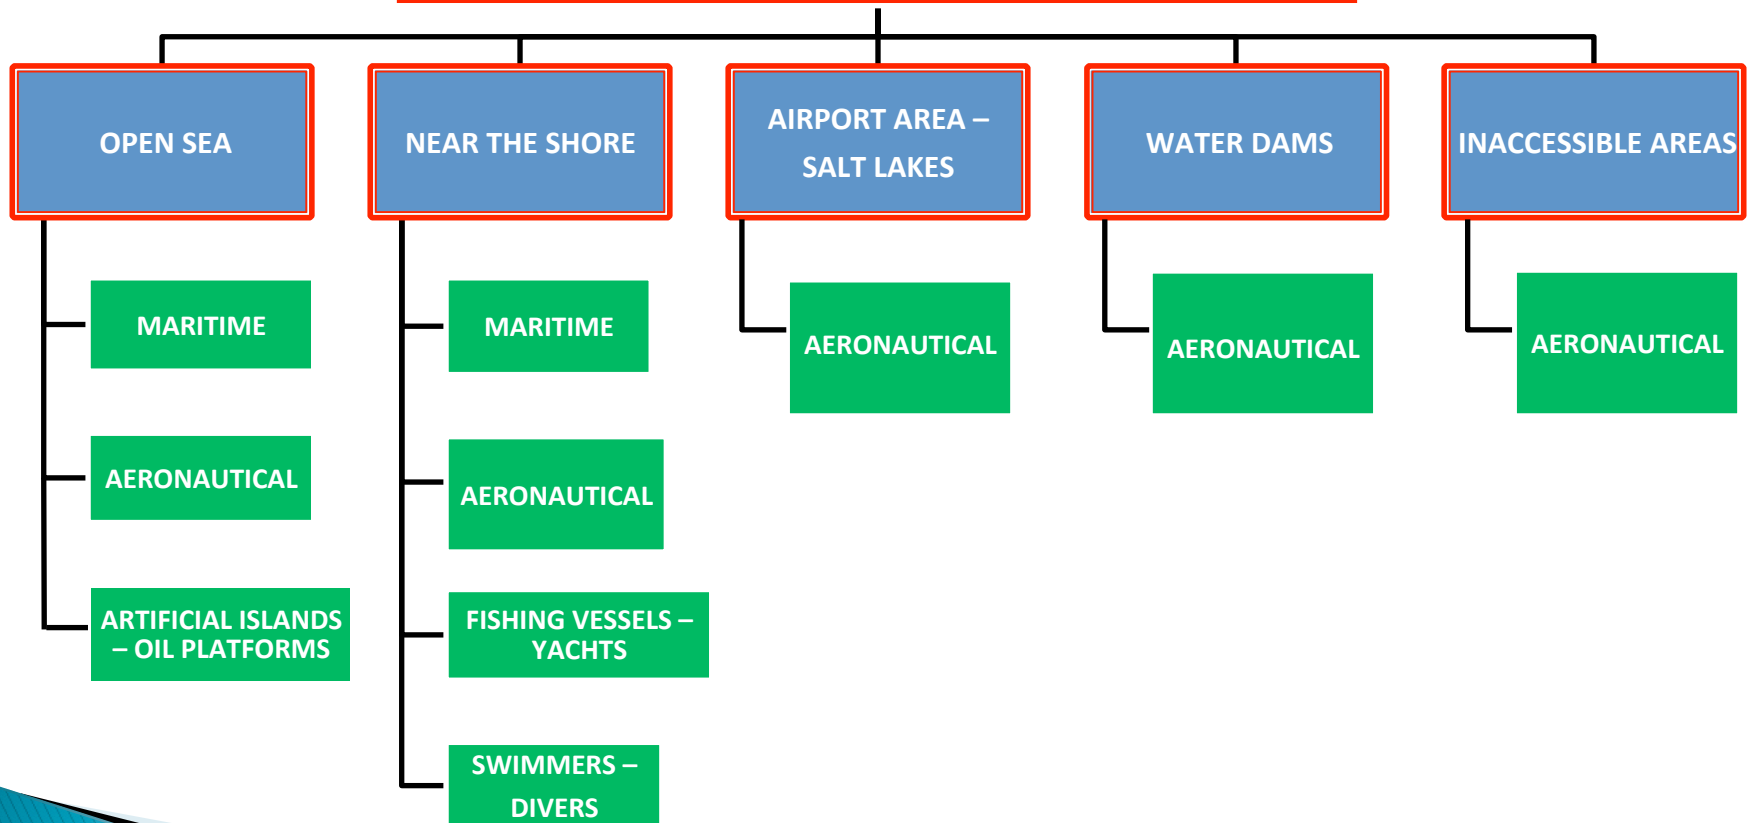 OPEN SEA
NEAR THE SHORE
AIRPORT AREA –
SALT LAKES
WATER DAMS
INACCESSIBLE AREAS
MARITIME
AERONAUTICAL
ARTIFICIAL ISLANDS
– OIL PLATFORMS
MARITIME
AERONAUTICAL
FISHING VESSELS –
YACHTS
SWIMMERS –
DIVERS
AERONAUTICAL
AERONAUTICAL
AERONAUTICAL